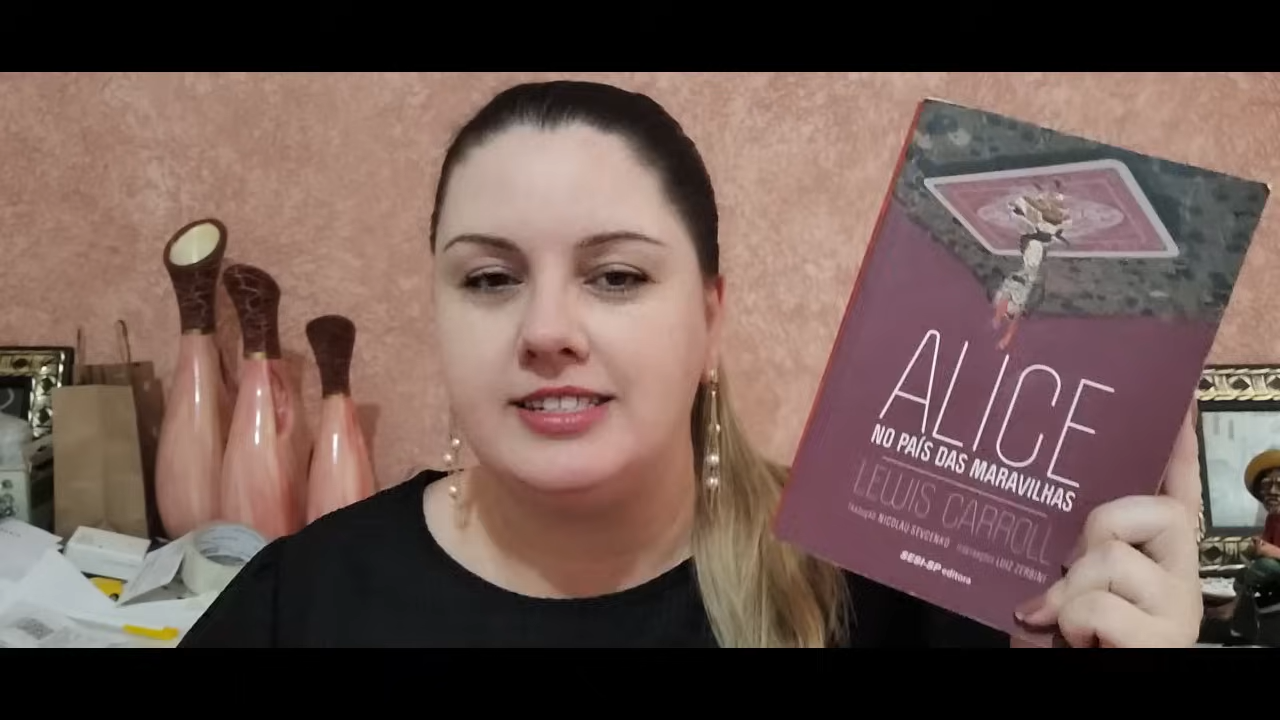 ALICE
NO PAÍS DAS MARAVILHAS
LEWIS CARROLL
Tradução NICOLAU SEVCENKO Ilustrações LUIZ ZERBINI
SESI-SP editora